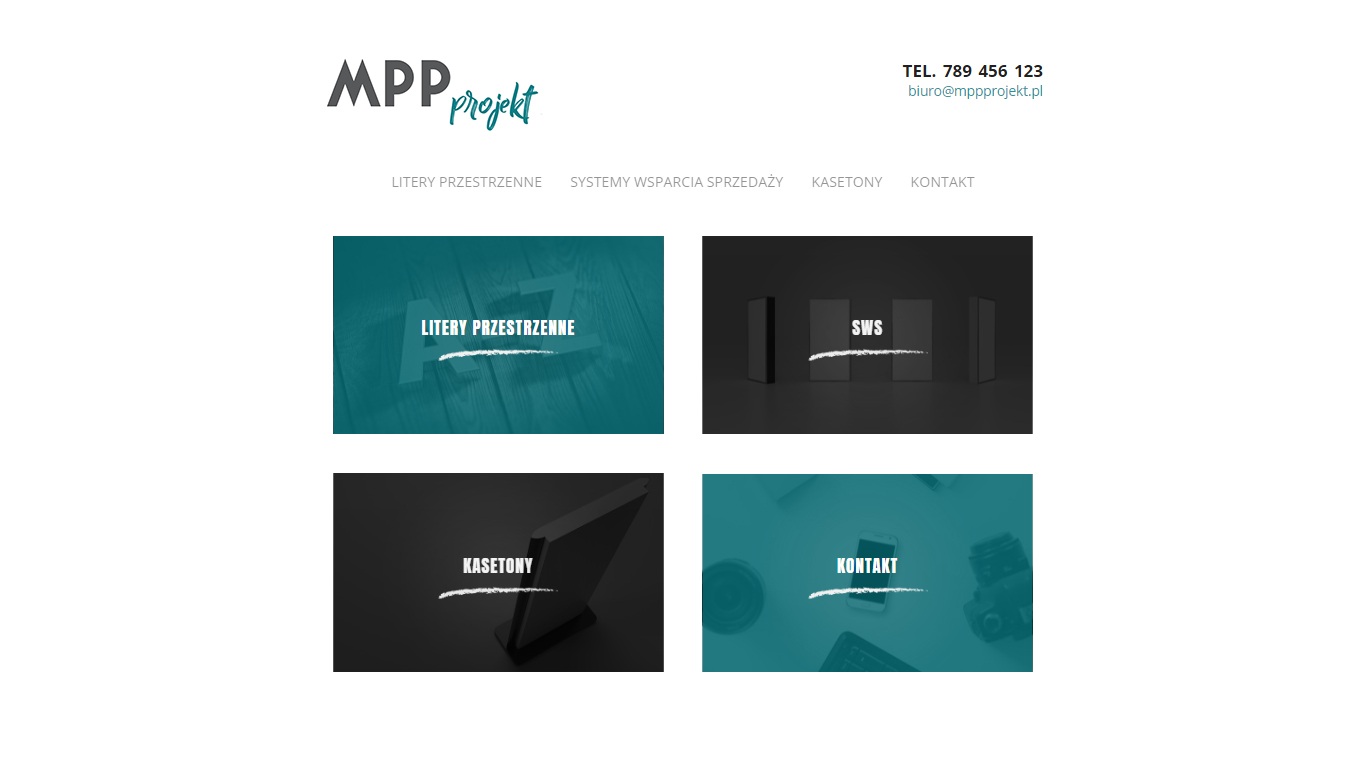 MPP projekt
TEL. 789 456 123
biuro@mppprojekt.pl
LITERY PRZESTRZENNE SYSTEMY WSPARCIA SPRZEDAŻY KASETONY KONTAKT
A-Z
LITERY PRZESTRZENNE
SWS
KASETONY
KONTAKT